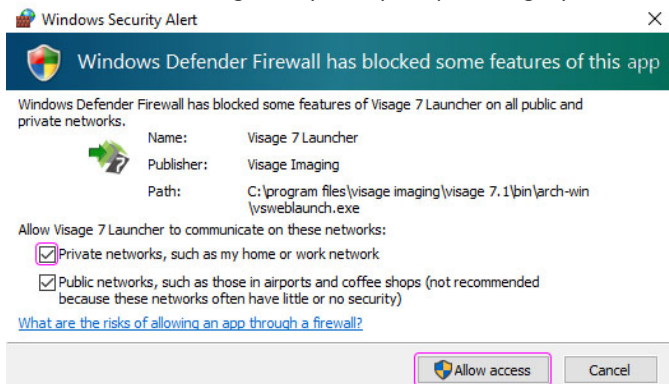 Windows Security Alert
Windows Defender Firewall has blocked some features of this app
Windows Defender Firewall has blocked some features of Visage 7 Launcher on all public and
private networks.
Name: Visage 7 Launcher
Publisher: Visage Imaging
Path: C:\program files\visage imaging\visage 7.1\bin\arch-win
\vsweblaunch.exe
Allow Visage 7 Launcher to communicate on these networks:
Private networks, such as my home or work network
Public networks, such as those in airports and coffee shops (not recommended
because these networks often have little or no security)
What are the risks of allowing an app through a firewall?
Allow access Cancel